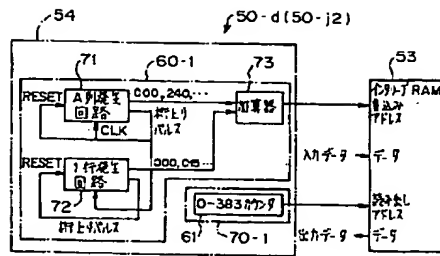 54
50-d(50-j2)
71
60-1
73
53
RESET
A列発生
回路
000,240,…
加算器
インタリーブRAM
書込み
アドレス
桁上り
パルス
CLK
入力データ
データ
RESET
1行発生
回路
000,015…
72
桁上りパルス
0-383カウンタ
61
70-1
読み出し
アドレス
出力データ
データ